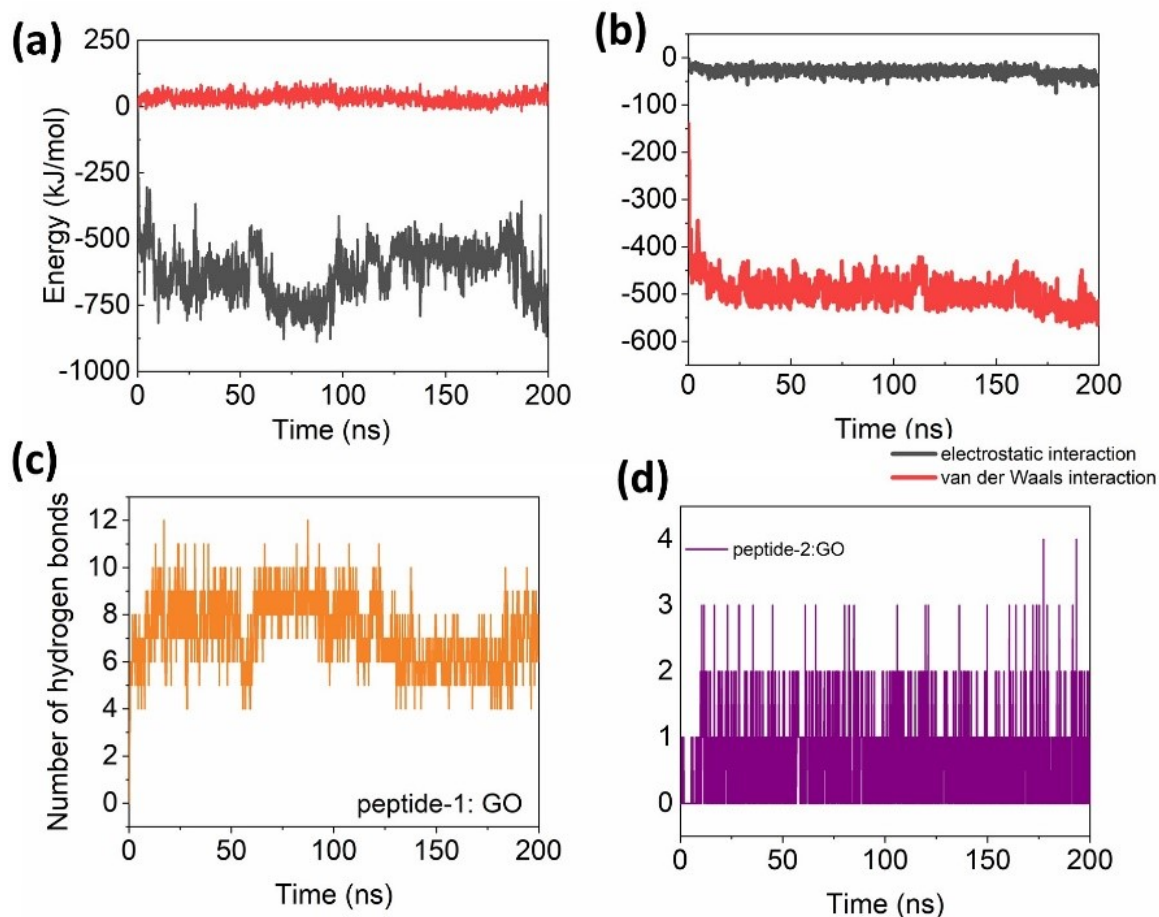 (a)
250
0
-250
-500
-750
-1000
Energy (kJ/mol)
0 50 100 150 200
Time (ns)
(b)
0
-100
-200
-300
-400
-500
-600
0 50 100 150 200
Time (ns)
electrostatic interaction
van der Waals interaction
(c)
12
10
8
6
4
2
0
Number of hydrogen bonds
peptide-1: GO
0 50 100 150 200
Time (ns)
(d)
4
3
2
1
0
peptide-2:GO
0 50 100 150 200
Time (ns)